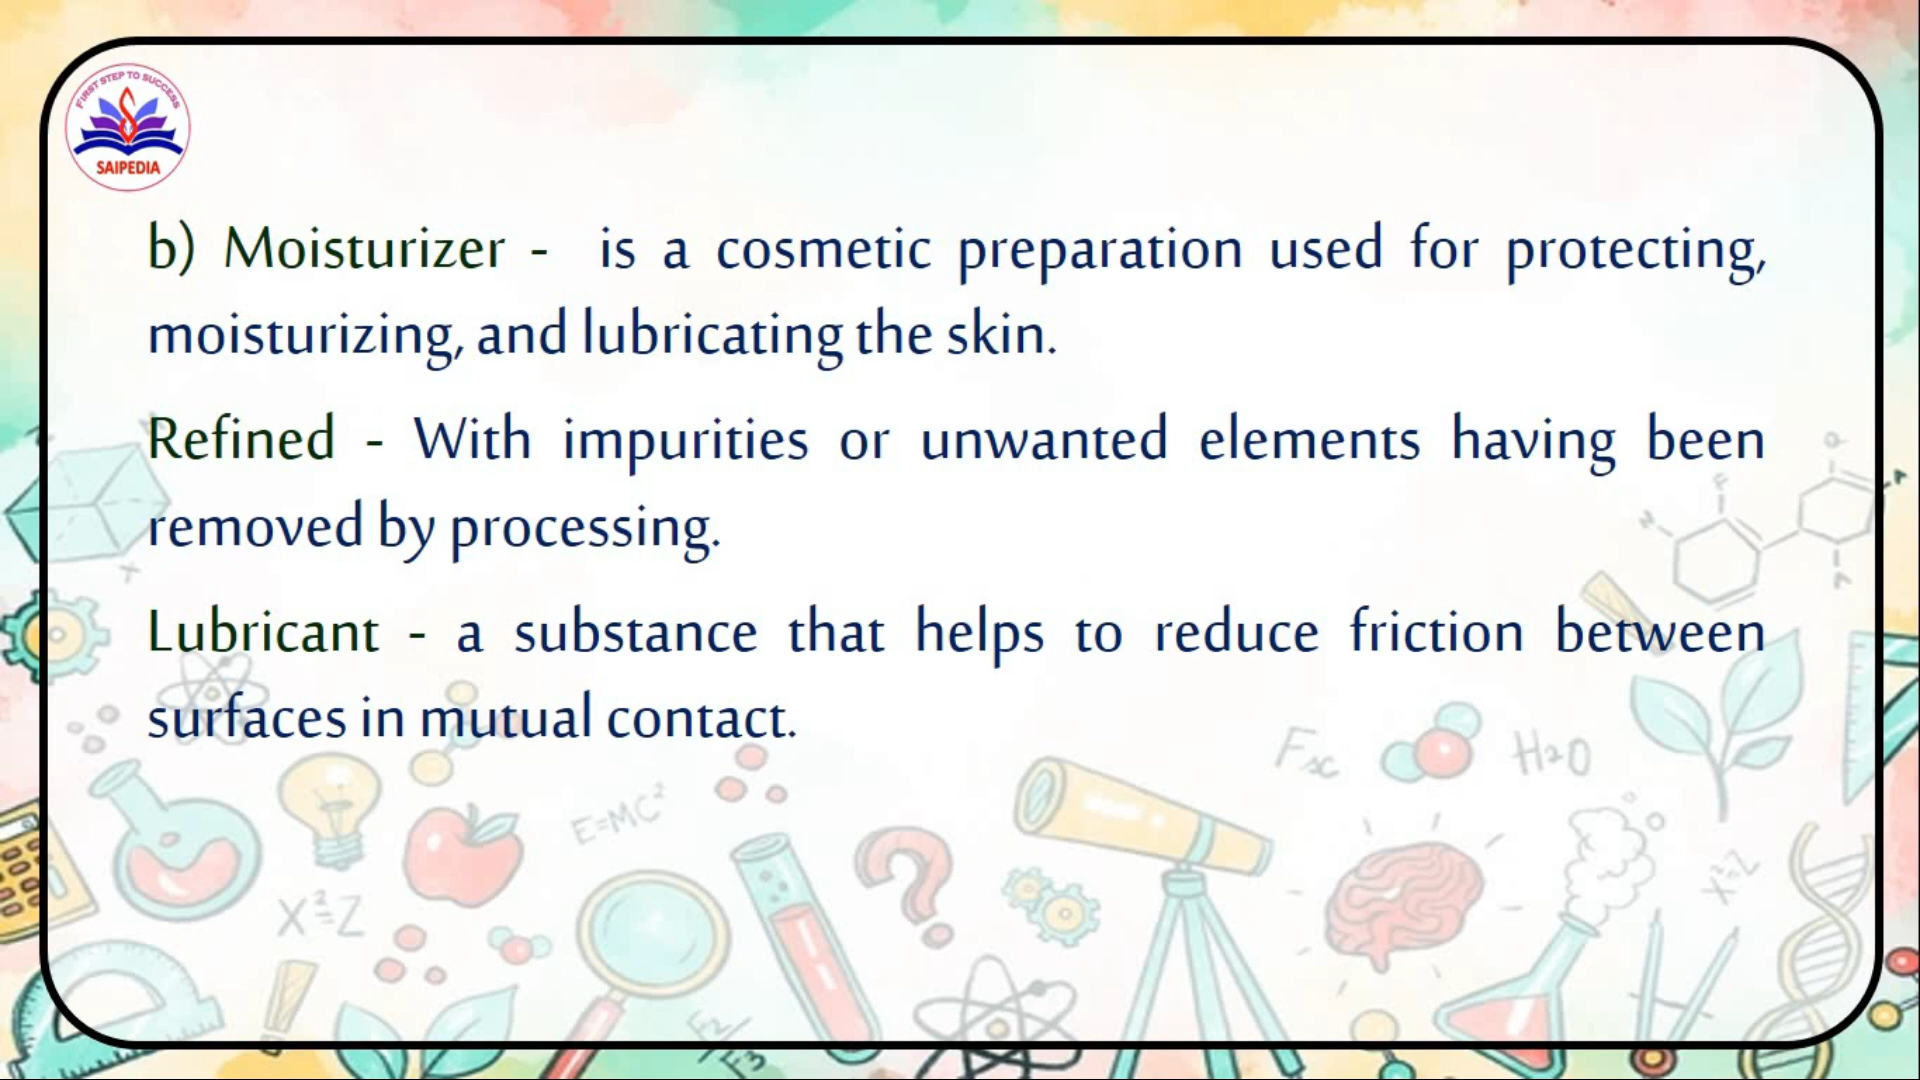 FIRST STEP TO SUCCESS
SAIPEDIA
b) Moisturizer - is a cosmetic preparation used for protecting,
moisturizing, and lubricating the skin.
Refined - With impurities or unwanted elements having been
removed by processing.
Lubricant - a substance that helps to reduce friction between
surfaces in mutual contact.
H2O
E=MC²